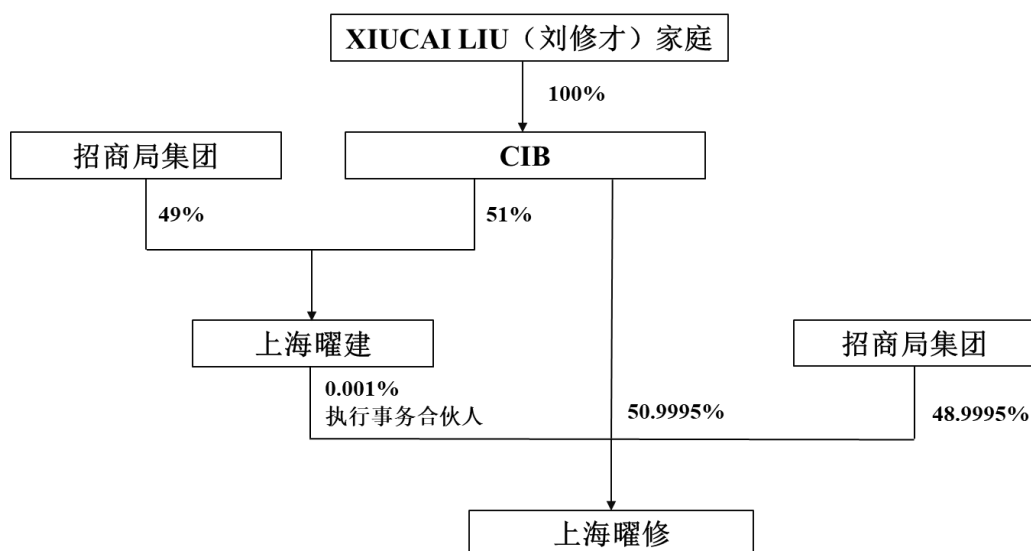 XIUCAI LIU（刘修才）家庭
100%
招商局集团
CIB
49%
51%
上海曜建
招商局集团
0.001%
执行事务合伙人
50.9995%
48.9995%
上海曜修